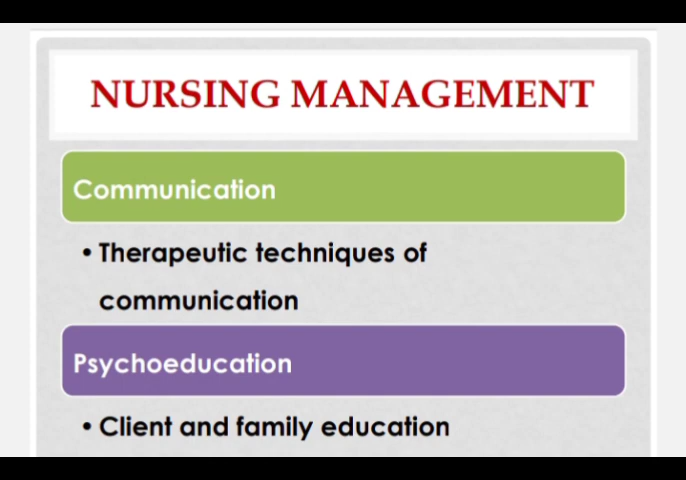 NURSING MANAGEMENT
Communication
• Therapeutic techniques of
communication
Psychoeducation
• Client and family education